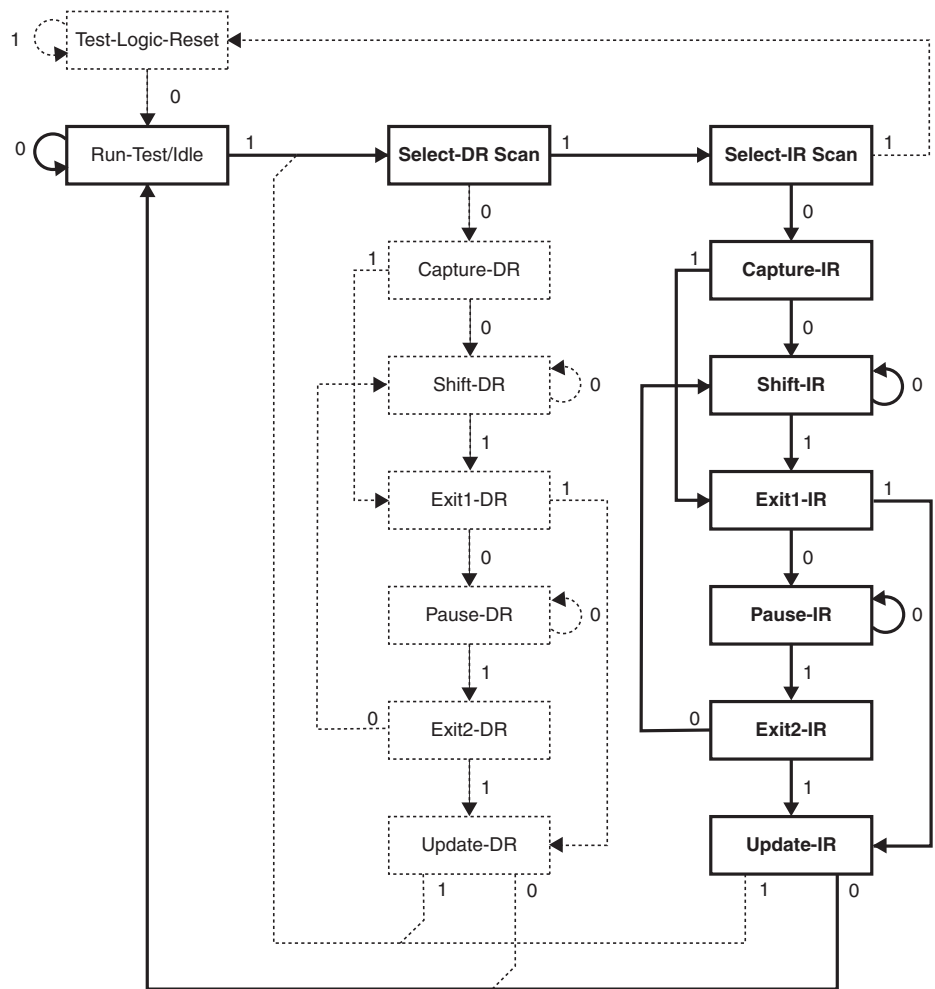 1
Test-Logic-Reset
0
0
Run-Test/Idle
1
Select-DR Scan
1
Select-IR Scan
1
0
0
1
Capture-DR
1
Capture-IR
0
0
Shift-DR
0
Shift-IR
0
1
1
Exit1-DR
1
Exit1-IR
1
0
0
Pause-DR
0
Pause-IR
0
1
1
0
Exit2-DR
0
Exit2-IR
1
1
Update-DR
Update-IR
1
0
1
0